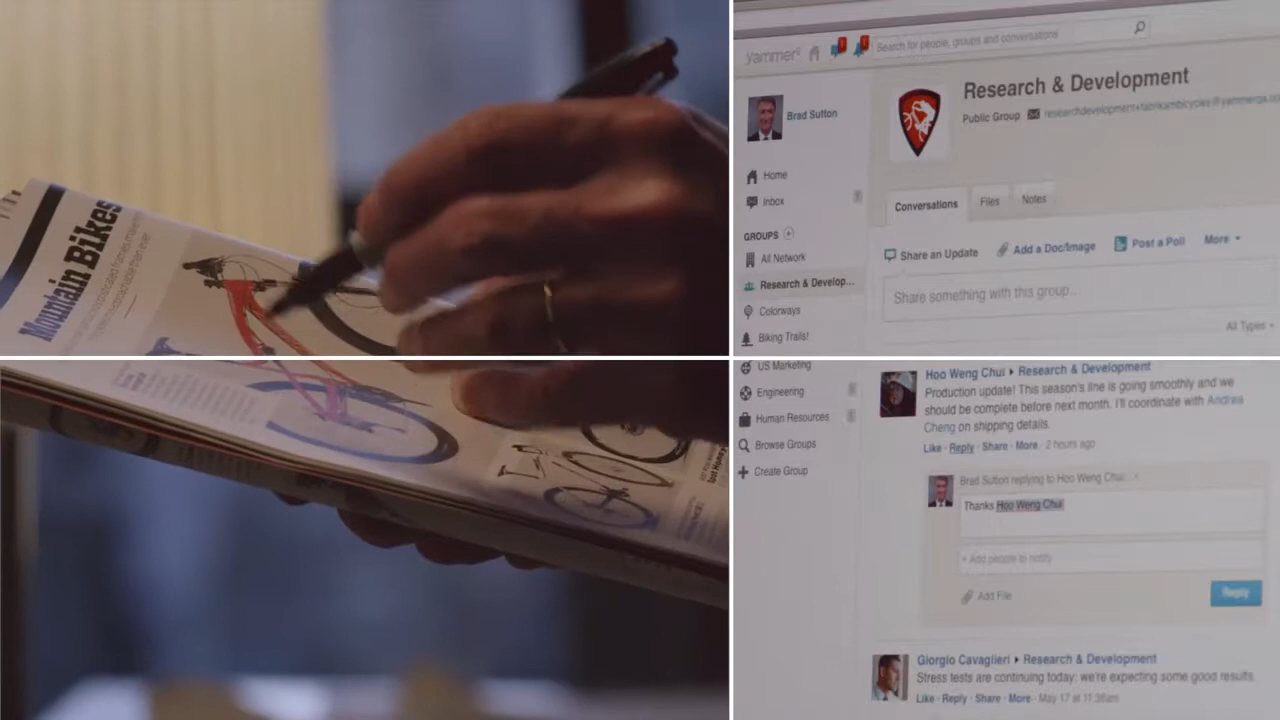 Mountain Bikes
yammer
Search for people, groups and conversations
Brad Sutton
Home
Inbox
GROUPS
All Network
Research & Develop...
Colorways
Biking Trails!
Research & Development
Public Group
Conversations
Files
Notes
Share an Update
Add a Doc/Image
Post a Poll
More
Share something with this group...
All Types
US Marketing
Engineering
Human Resources
Browse Groups
Create Group
Hoo Weng Chui ▸ Research & Development
Production update! This season's line is going smoothly and we
should be complete before next month. I'll coordinate with Andrea
Cheng on shipping details.
Like · Reply · Share · More · 2 hours ago
Brad Sutton replying to Hoo Weng Chui:
Thanks Hoo Weng Chui
+ Add people to notify
Add File
Reply
Giorgio Cavaglieri ▸ Research & Development
Stress tests are continuing today: we're expecting some good results.
Like · Reply · Share · More · May 17 at 11:36am